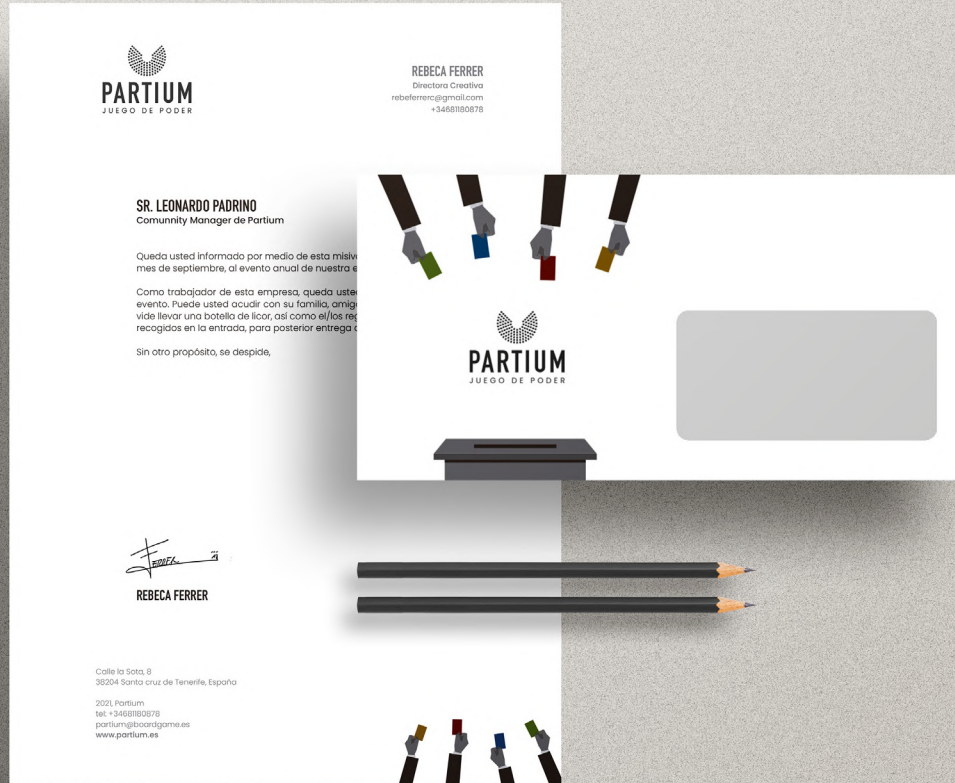 PARTIUM
JUEGO DE PODER
REBECA FERRER
Directora Creativa
rebeferrerc@gmail.com
+34681180878
SR. LEONARDO PADRINO
Comunnity Manager de Partium
Queda usted informado por medio de esta misiv
mes de septiembre, al evento anual de nuestra e
Como trabajador de esta empresa, queda uste
evento. Puede usted acudir con su familia, amig
vide llevar una botella de licor, así como el/los reg
recogidos en la entrada, para posterior entrega
Sin otro propósito, se despide,
REBECA FERRER
Calle la Sota, 8
38204 Santa cruz de Tenerife, España
2021, Partium
tel: +34681180878
partium@boardgame.es
www.partium.es
PARTIUM
JUEGO DE PODER